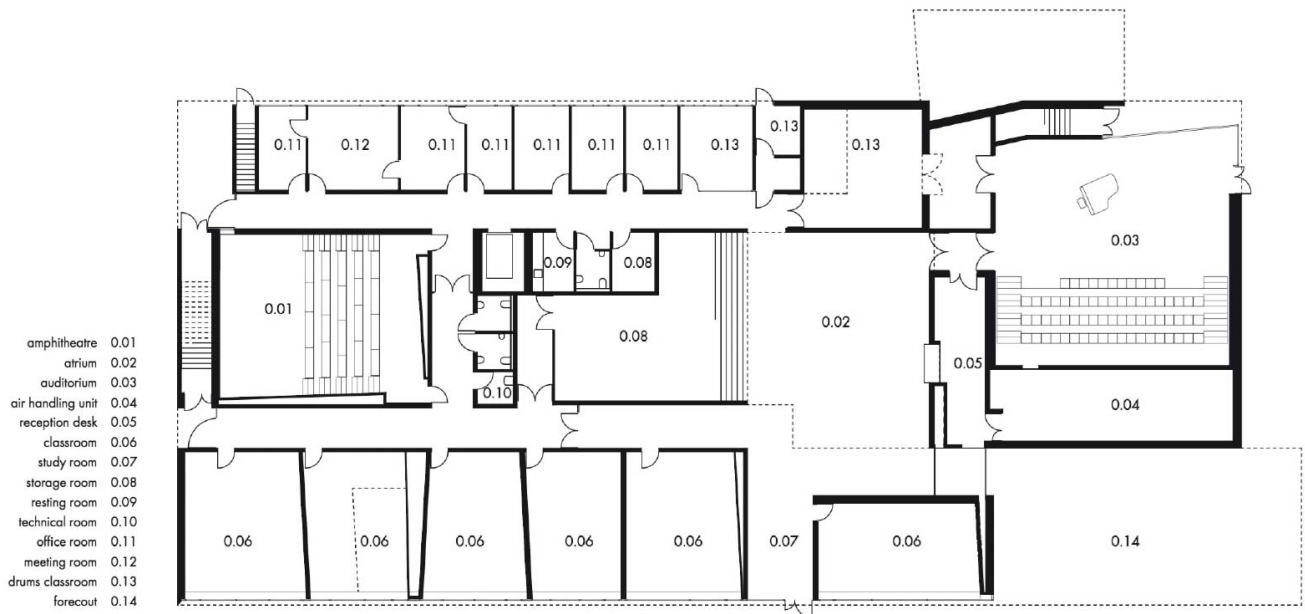 0.13
0.11 0.12 0.11 0.11 0.11 0.11 0.11 0.13 0.13
0.03
0.09 0.08
0.01
0.02
0.08
0.05
0.10
0.04
amphitheatre 0.01
atrium 0.02
auditorium 0.03
air handling unit 0.04
reception desk 0.05
classroom 0.06
study room 0.07
storage room 0.08
resting room 0.09
technical room 0.10
office room 0.11
meeting room 0.12
drums classroom 0.13
forecout 0.14
0.06 0.06 0.06 0.06 0.06 0.07 0.06 0.14